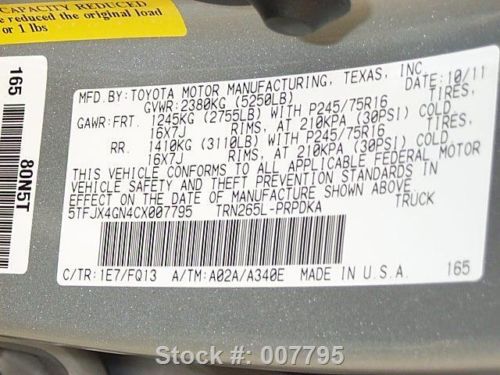 CAPACITY REDUCED
e reduced the original load
or 1 lbs
165 80N5T
MFD.BY:TOYOTA MOTOR MANUFACTURING, TEXAS, INC.
GVWR:2380KG (5250LB) DATE: 10/11
GAWR:FRT. 1245KG (2755LB) WITH P245/75R16 TIRES,
16X7J RIMS, AT 210KPA (30PSI) COLD
RR. 1410KG (3110LB) WITH P245/75R16 TIRES,
16X7J RIMS, AT 210KPA (30PSI) COLD
THIS VEHICLE CONFORMS TO ALL APPLICABLE FEDERAL MOTOR
VEHICLE SAFETY AND THEFT PREVENTION STANDARDS IN
EFFECT ON THE DATE OF MANUFACTURE SHOWN ABOVE.
5TFJX4GN4CX007795 TRN265L-PRPDKA TRUCK
C/TR:1E7/FQ13 A/TM:A02A/A340E MADE IN U.S.A. 165
Stock #: 007795